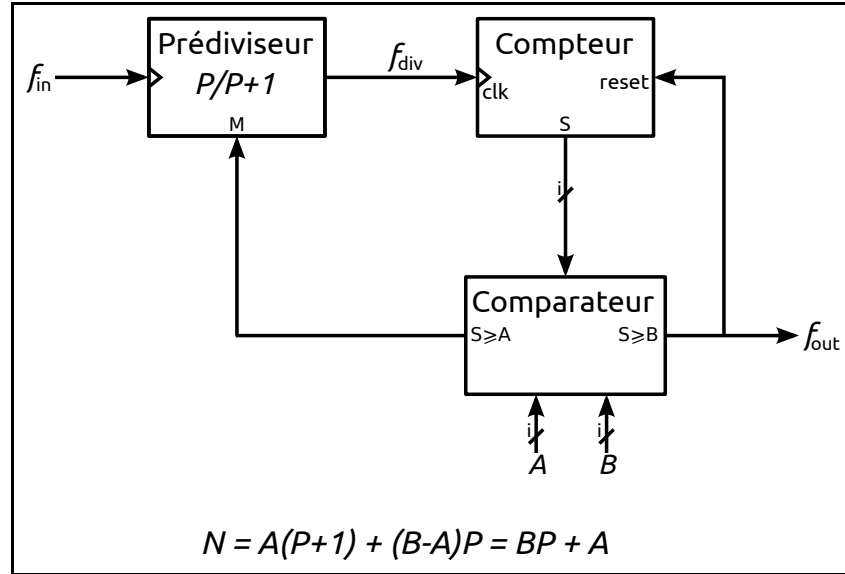 Prédiviseur
P/P+1
M
f_in
f_div
Compteur
clk
reset
S
i
Comparateur
S⩾A
S⩾B
f_out
i
i
A
B
N = A(P+1) + (B-A)P = BP + A